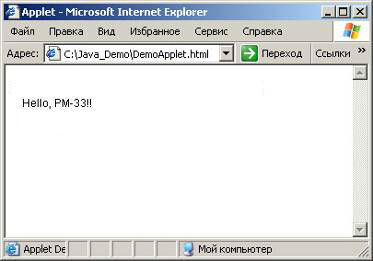 Applet - Microsoft Internet Explorer
Файл Правка Вид Избранное Сервис Справка
Адрес: C:\Java_Demo\DemoApplet.html Переход Ссылки »
Hello, PM-33!!
Applet De Мой компьютер